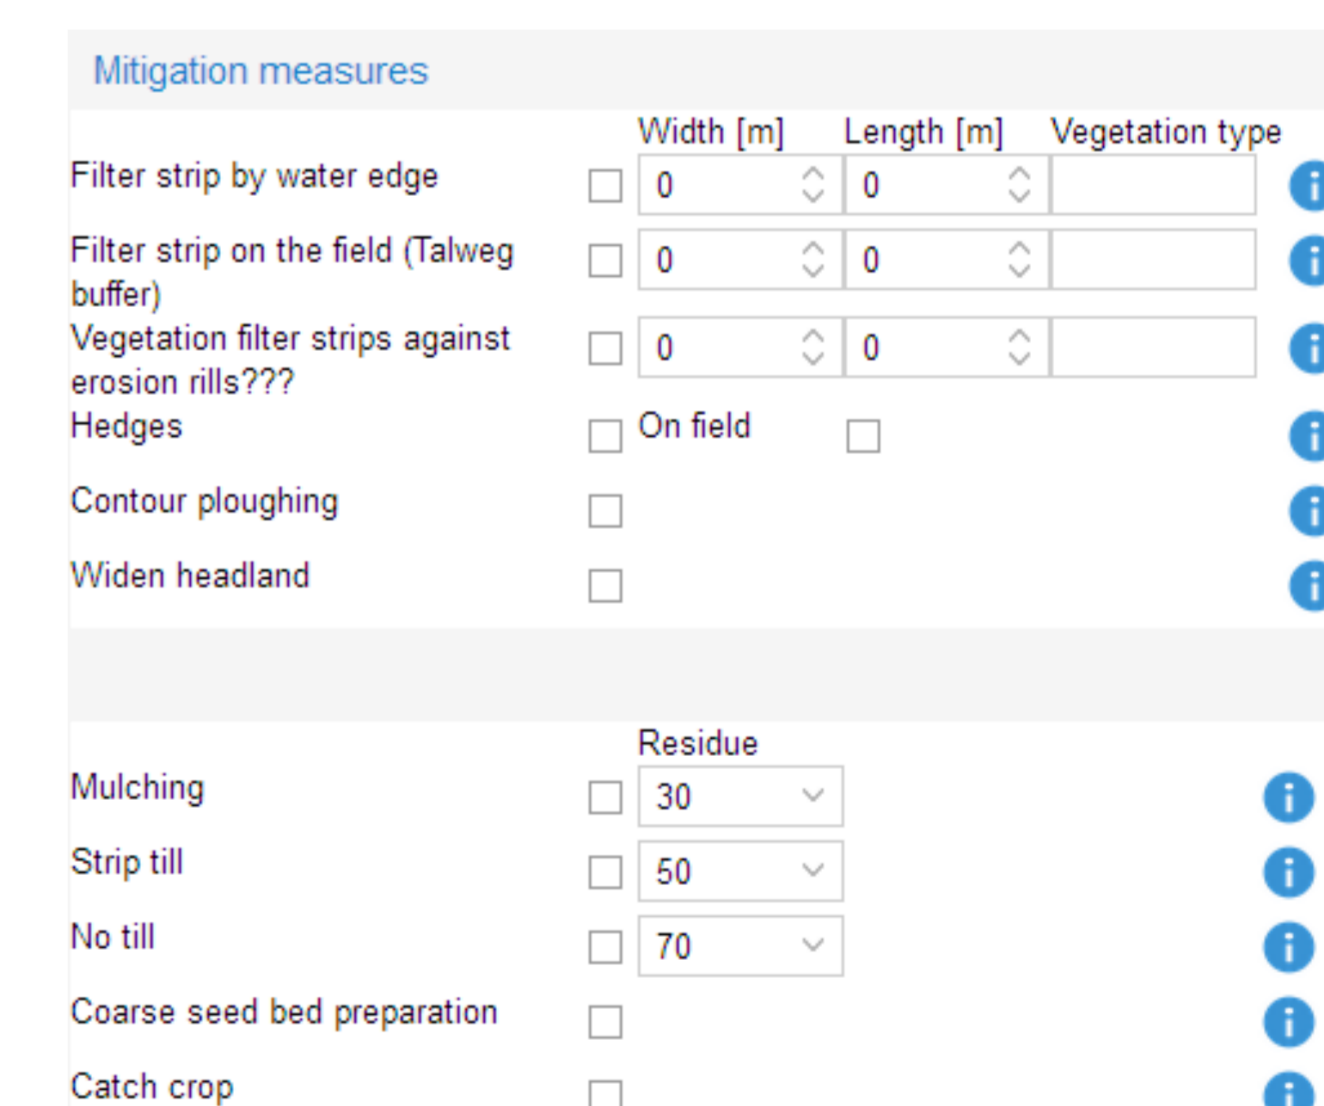 Mitigation measures
Width [m] Length [m] Vegetation type
Filter strip by water edge 0 0
Filter strip on the field (Talweg 0 0
buffer)
Vegetation filter strips against 0 0
erosion rills???
Hedges On field
Contour ploughing
Widen headland
Residue
Mulching 30
Strip till 50
No till 70
Coarse seed bed preparation
Catch crop